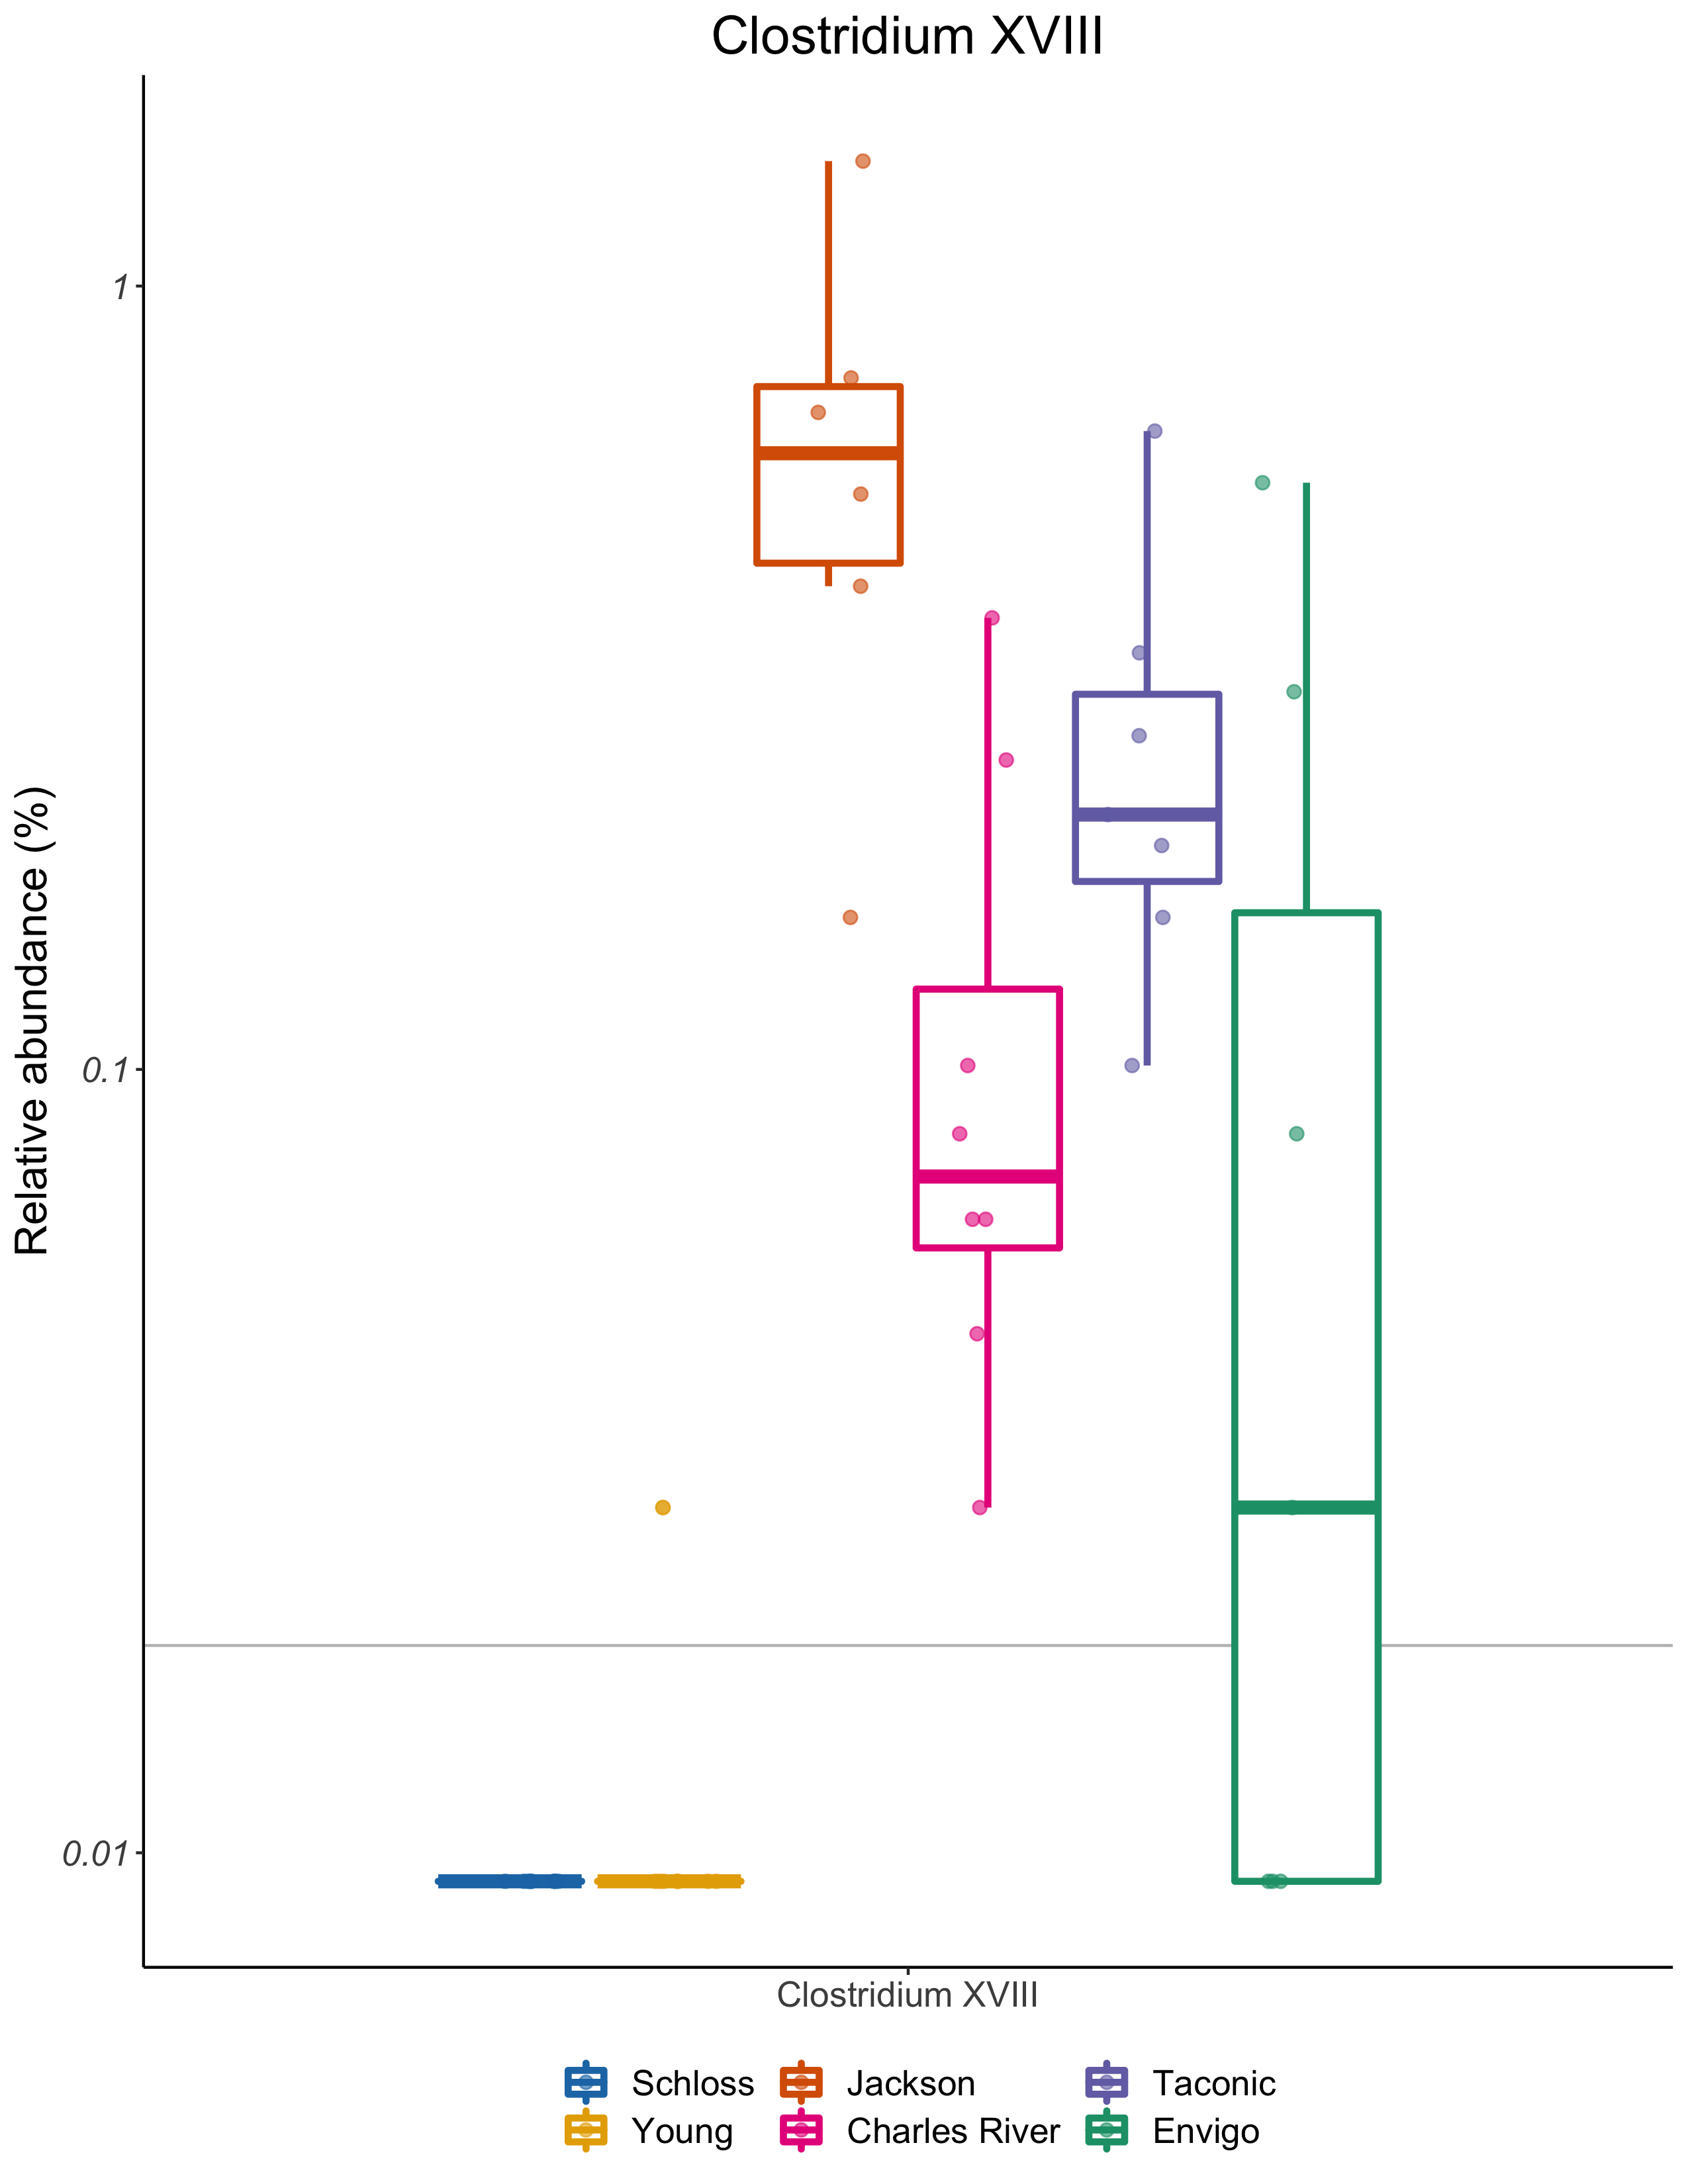 Clostridium XVIII
Relative abundance (%)
1
0.1
0.01
Clostridium XVIII
Schloss
Jackson
Taconic
Young
Charles River
Envigo